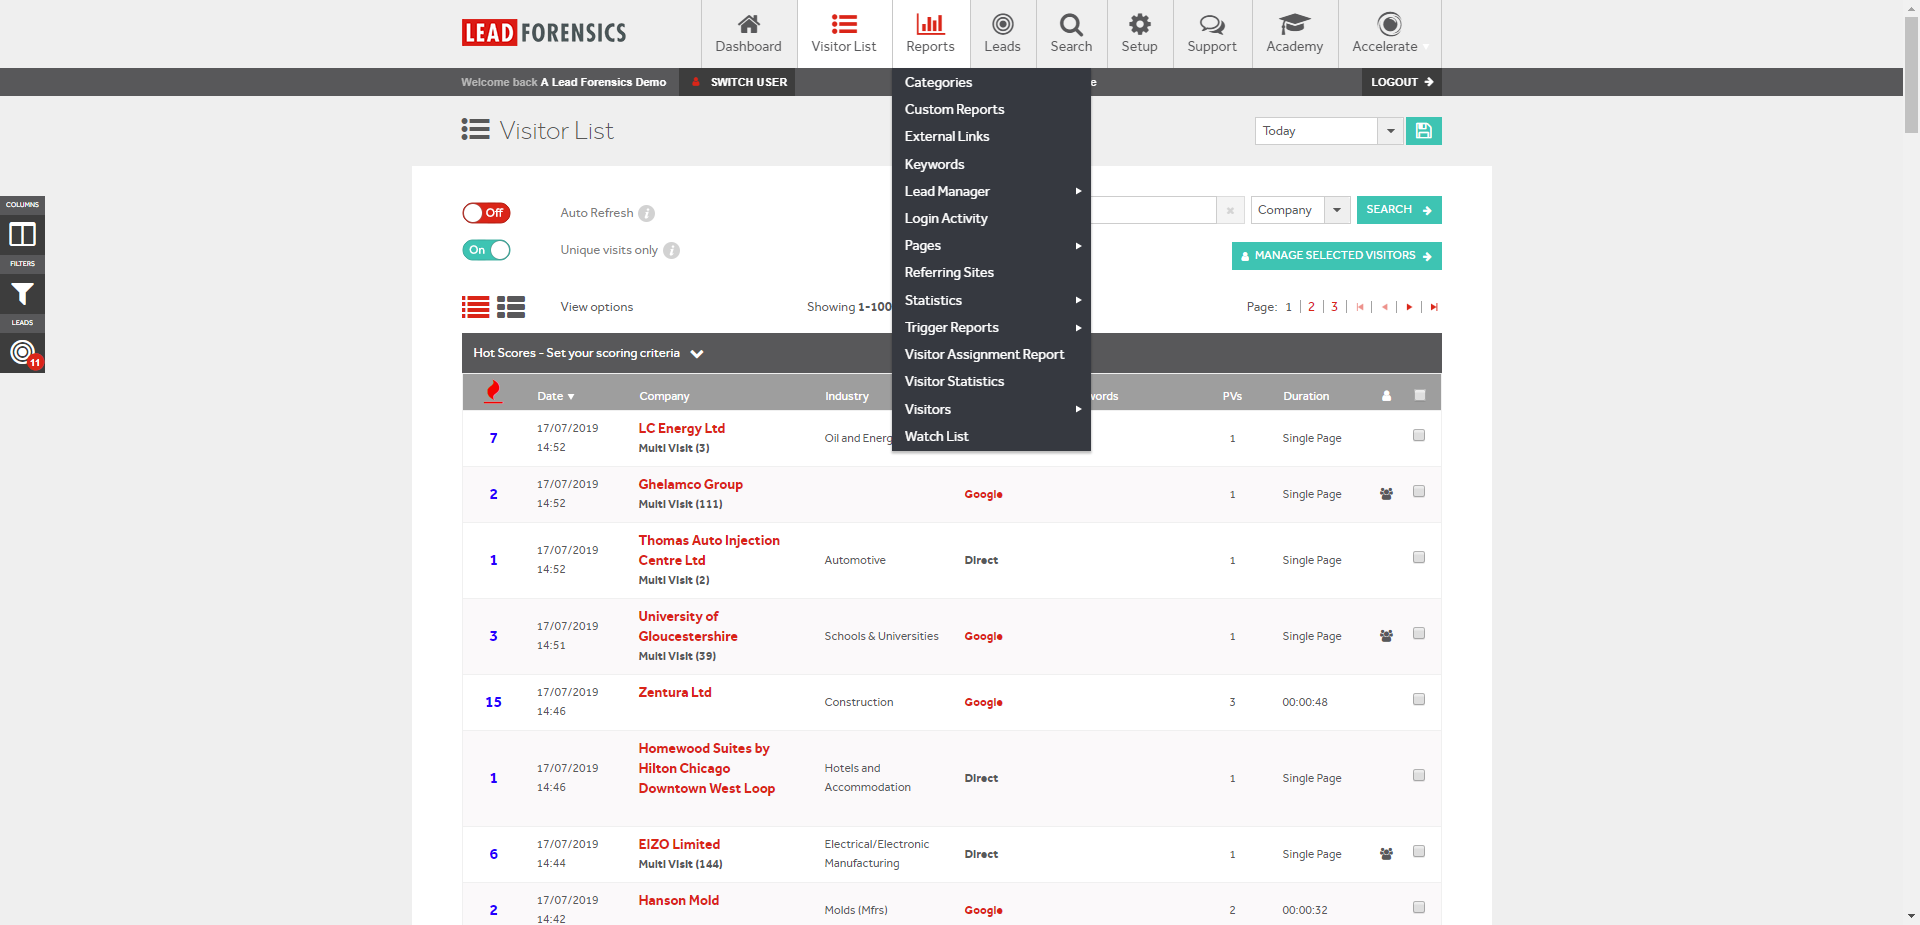 LEAD FORENSICS
Dashboard
Visitor List
Reports
Leads
Search
Setup
Support
Academy
Accelerate
Welcome back A Lead Forensics Demo
SWITCH USER
LOGOUT
Categories
Custom Reports
External Links
Keywords
Lead Manager
Login Activity
Pages
Referring Sites
Statistics
Trigger Reports
Visitor Assignment Report
Visitor Statistics
Visitors
Watch List
Visitor List
Today
COLUMNS
FILTERS
LEADS
11
Off
Auto Refresh
Company
SEARCH
On
Unique visits only
MANAGE SELECTED VISITORS
View options
Showing 1-100
Page: 1 | 2 | 3 |
Hot Scores - Set your scoring criteria
Date
Company
Industry
PVs
Duration
7
17/07/2019
14:52
LC Energy Ltd
Multi Visit (3)
Oil and Energ
1
Single Page
2
17/07/2019
14:52
Ghelamco Group
Multi Visit (111)
Google
1
Single Page
1
17/07/2019
14:52
Thomas Auto Injection
Centre Ltd
Multi Visit (2)
Automotive
Direct
1
Single Page
3
17/07/2019
14:51
University of
Gloucestershire
Multi Visit (39)
Schools & Universities
Google
1
Single Page
15
17/07/2019
14:46
Zentura Ltd
Construction
Google
3
00:00:48
1
17/07/2019
14:46
Homewood Suites by
Hilton Chicago
Downtown West Loop
Hotels and
Accommodation
Direct
1
Single Page
6
17/07/2019
14:44
EIZO Limited
Multi Visit (144)
Electrical/Electronic
Manufacturing
Direct
1
Single Page
2
17/07/2019
14:42
Hanson Mold
Molds (Mfrs)
Google
2
00:00:32